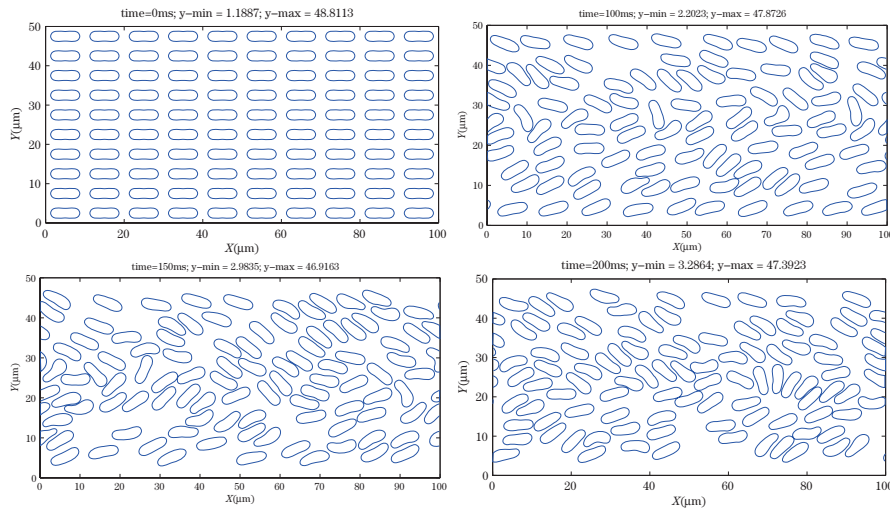 time=0ms; y-min = 1.1887; y-max = 48.8113
50
40
30
20
10
0
Y(μm)
0 20 40 60 80 100
X(μm)
time=100ms; y-min = 2.2023; y-max = 47.8726
50
40
30
20
10
0
Y(μm)
0 10 20 30 40 50 60 70 80 90 100
X(μm)
time=150ms; y-min = 2.9835; y-max = 46.9163
50
40
30
20
10
0
Y(μm)
0 10 20 30 40 50 60 70 80 90 100
X(μm)
time=200ms; y-min = 3.2864; y-max = 47.3923
50
40
30
20
10
0
Y(μm)
0 20 40 60 80 100
X(μm)